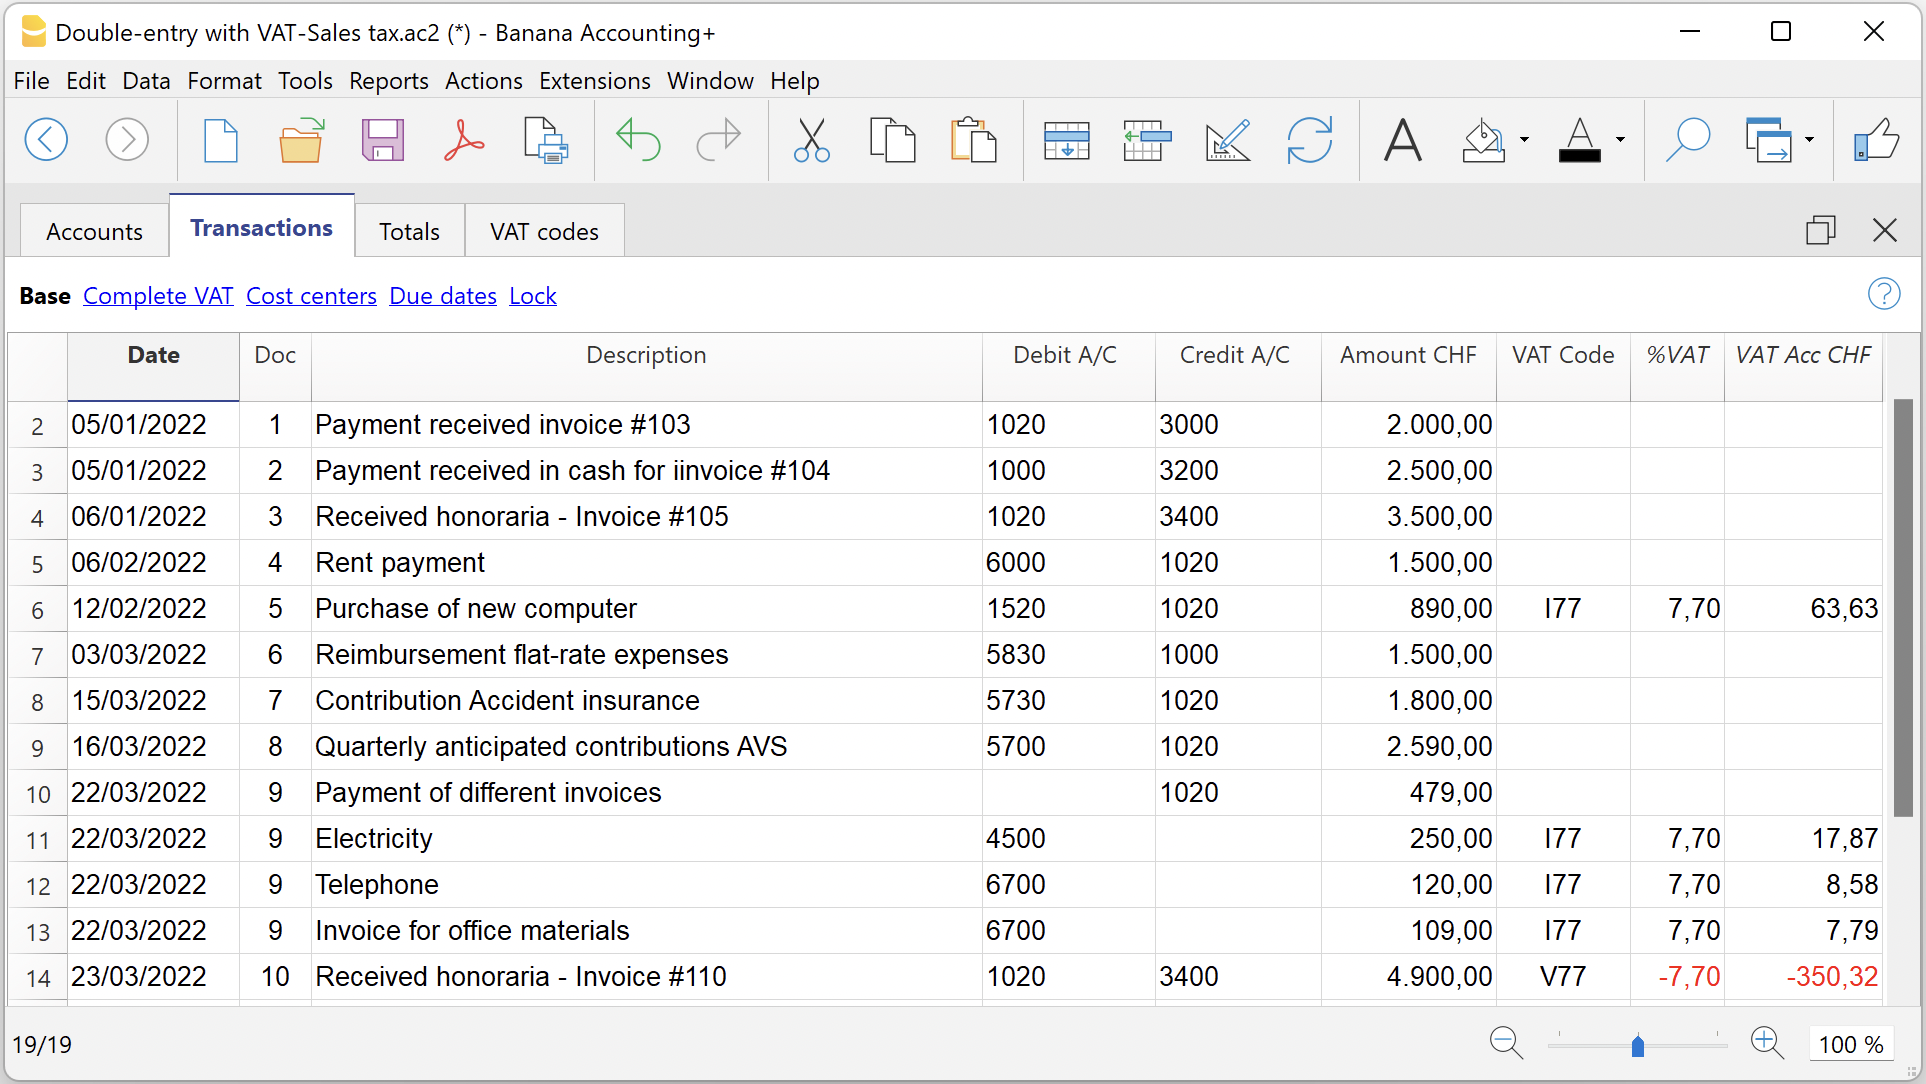 Double-entry with VAT-Sales tax.ac2 (*) - Banana Accounting+
File Edit Data Format Tools Reports Actions Extensions Window Help
Accounts Transactions Totals VAT codes
Base Complete VAT Cost centers Due dates Lock
Date Doc Description Debit A/C Credit A/C Amount CHF VAT Code %VAT VAT Acc CHF
2 05/01/2022 1 Payment received invoice #103 1020 3000 2.000,00
3 05/01/2022 2 Payment received in cash for iinvoice #104 1000 3200 2.500,00
4 06/01/2022 3 Received honoraria - Invoice #105 1020 3400 3.500,00
5 06/02/2022 4 Rent payment 6000 1020 1.500,00
6 12/02/2022 5 Purchase of new computer 1520 1020 890,00 I77 7,70 63,63
7 03/03/2022 6 Reimbursement flat-rate expenses 5830 1000 1.500,00
8 15/03/2022 7 Contribution Accident insurance 5730 1020 1.800,00
9 16/03/2022 8 Quarterly anticipated contributions AVS 5700 1020 2.590,00
10 22/03/2022 9 Payment of different invoices 1020 479,00
11 22/03/2022 9 Electricity 4500 250,00 I77 7,70 17,87
12 22/03/2022 9 Telephone 6700 120,00 I77 7,70 8,58
13 22/03/2022 9 Invoice for office materials 6700 109,00 I77 7,70 7,79
14 23/03/2022 10 Received honoraria - Invoice #110 1020 3400 4.900,00 V77 -7,70 -350,32
19/19 100 %